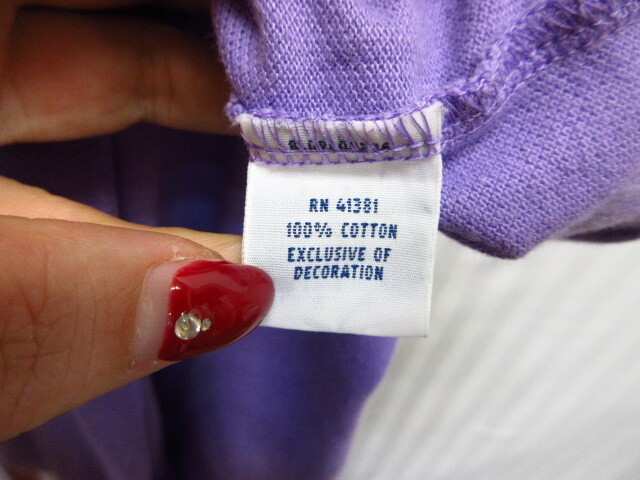 RN 41381
100% COTTON
EXCLUSIVE OF
DECORATION